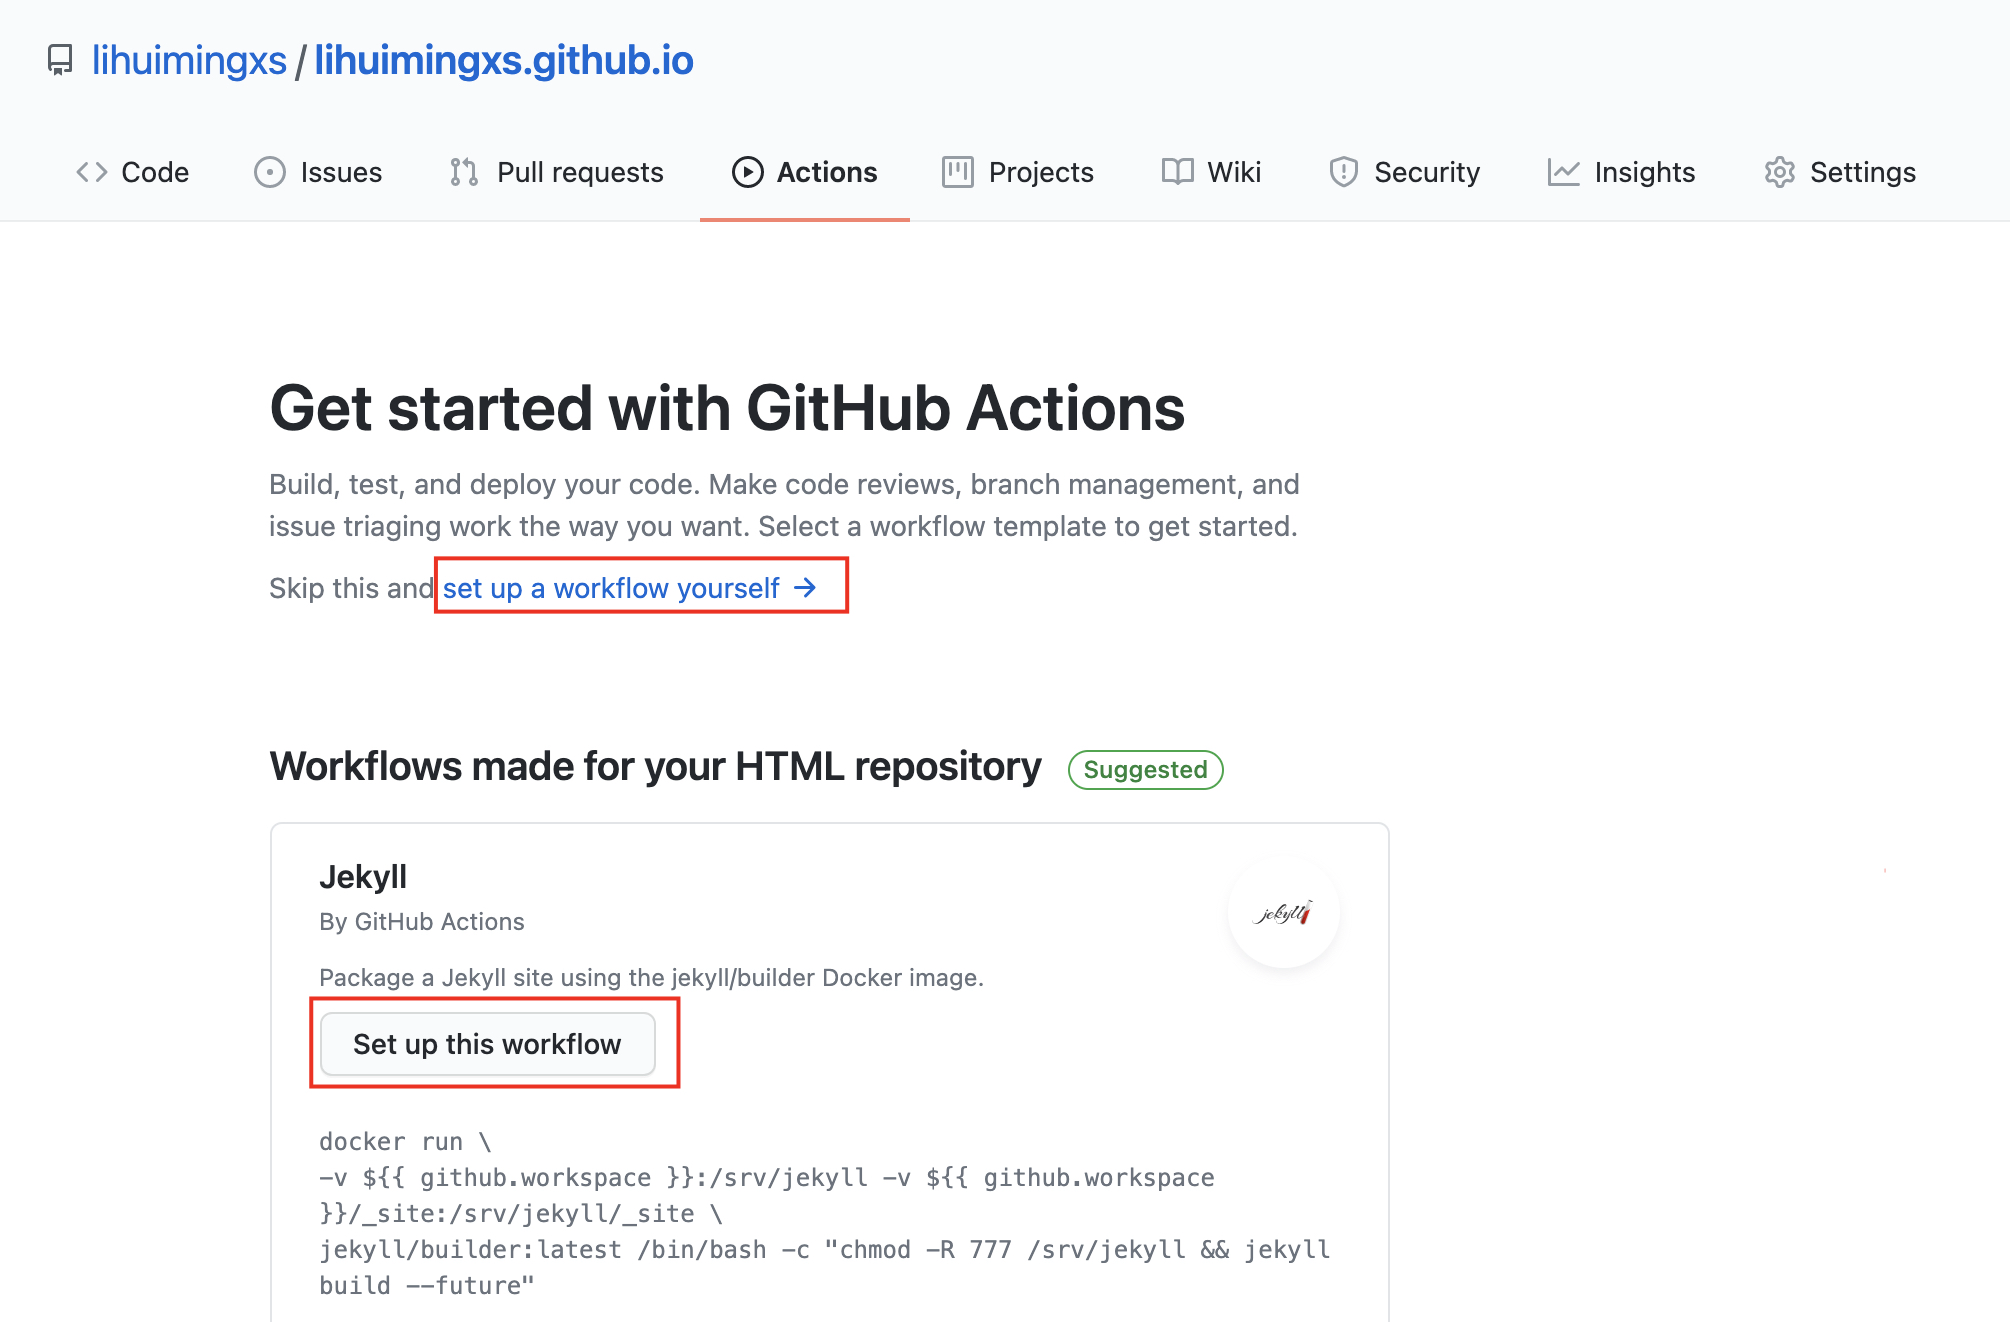 lihuimingxs / lihuimingxs.github.io
Code Issues Pull requests Actions Projects Wiki Security Insights Settings
Get started with GitHub Actions
Build, test, and deploy your code. Make code reviews, branch management, and
issue triaging work the way you want. Select a workflow template to get started.
Skip this and set up a workflow yourself →
Workflows made for your HTML repository Suggested
Jekyll
By GitHub Actions
jekyll
Package a Jekyll site using the jekyll/builder Docker image.
Set up this workflow
docker run \
-v ${{ github.workspace }}:/srv/jekyll -v ${{ github.workspace
}}/_site:/srv/jekyll/_site \
jekyll/builder:latest /bin/bash -c "chmod -R 777 /srv/jekyll && jekyll
build --future"